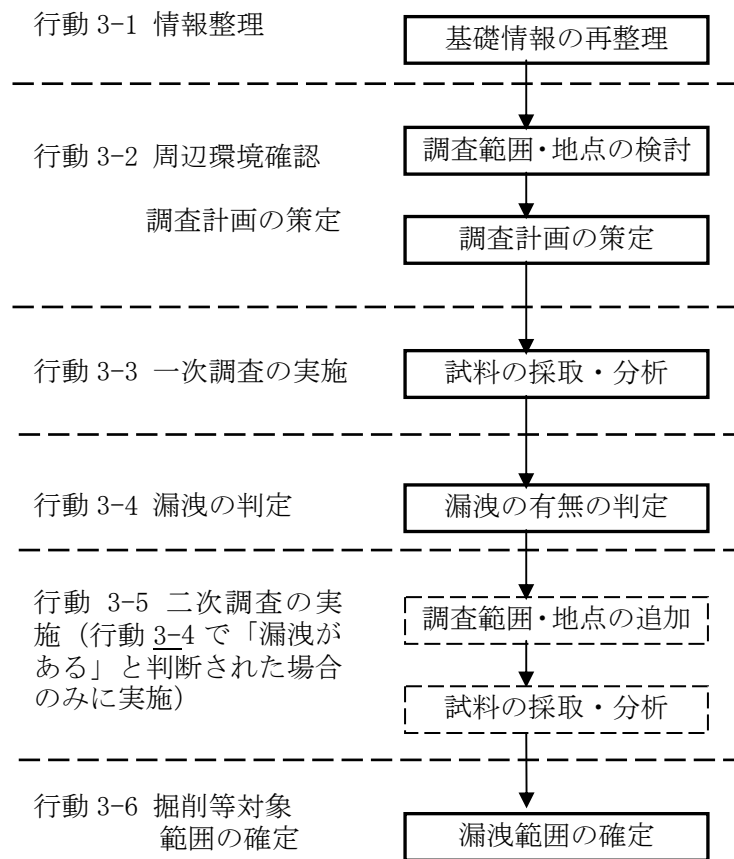 行動 3-1 情報整理
基礎情報の再整理
行動 3-2 周辺環境確認
調査範囲・地点の検討
調査計画の策定
調査計画の策定
行動 3-3 一次調査の実施
試料の採取・分析
行動 3-4 漏洩の判定
漏洩の有無の判定
行動 3-5 二次調査の実
施（行動 3-4 で「漏洩が
ある」と判断された場合
のみに実施）
調査範囲・地点の追加
試料の採取・分析
行動 3-6 掘削等対象
範囲の確定
漏洩範囲の確定